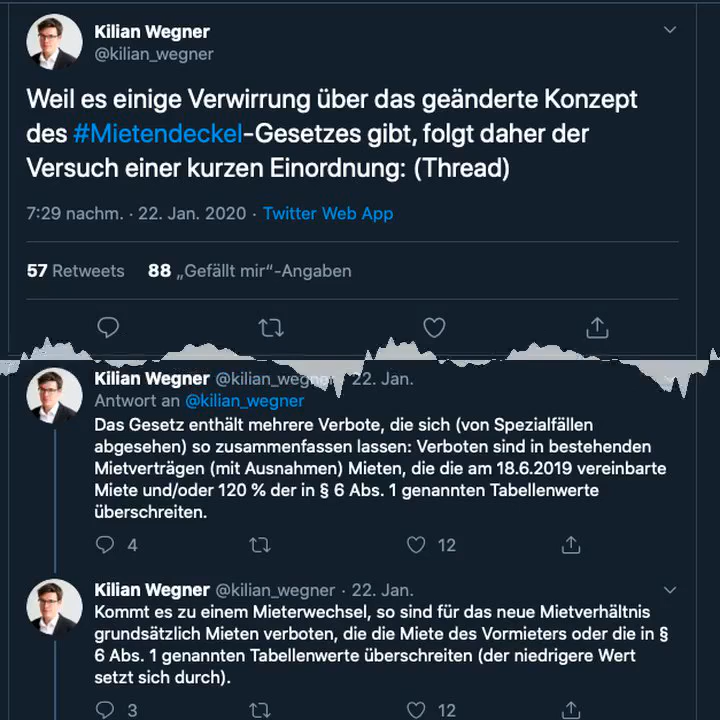 Kilian Wegner
@kilian_wegner
Weil es einige Verwirrung über das geänderte Konzept
des #Mietendeckel-Gesetzes gibt, folgt daher der
Versuch einer kurzen Einordnung: (Thread)
7:29 nachm. · 22. Jan. 2020 · Twitter Web App
57 Retweets 88 „Gefällt mir“-Angaben
Kilian Wegner @kilian_wegner · 22. Jan.
Antwort an @kilian_wegner
Das Gesetz enthält mehrere Verbote, die sich (von Spezialfällen
abgesehen) so zusammenfassen lassen: Verboten sind in bestehenden
Mietverträgen (mit Ausnahmen) Mieten, die die am 18.6.2019 vereinbarte
Miete und/oder 120 % der in § 6 Abs. 1 genannten Tabellenwerte
überschreiten.
4 12
Kilian Wegner @kilian_wegner · 22. Jan.
Kommt es zu einem Mieterwechsel, so sind für das neue Mietverhältnis
grundsätzlich Mieten verboten, die die Miete des Vormieters oder die in §
6 Abs. 1 genannten Tabellenwerte überschreiten (der niedrigere Wert
setzt sich durch).
3 12